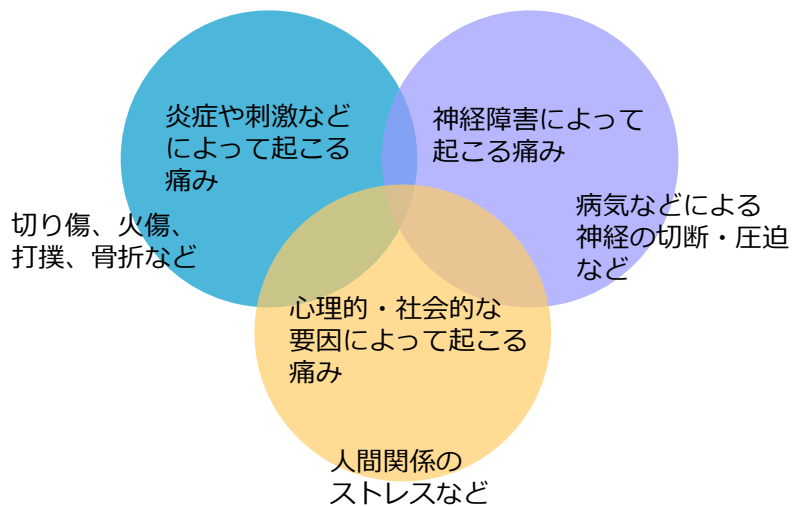 炎症や刺激など
によって起こる
痛み
神経障害によって
起こる痛み
切り傷、火傷、
打撲、骨折など
病気などによる
神経の切断・圧迫
など
心理的・社会的な
要因によって起こる
痛み
人間関係の
ストレスなど